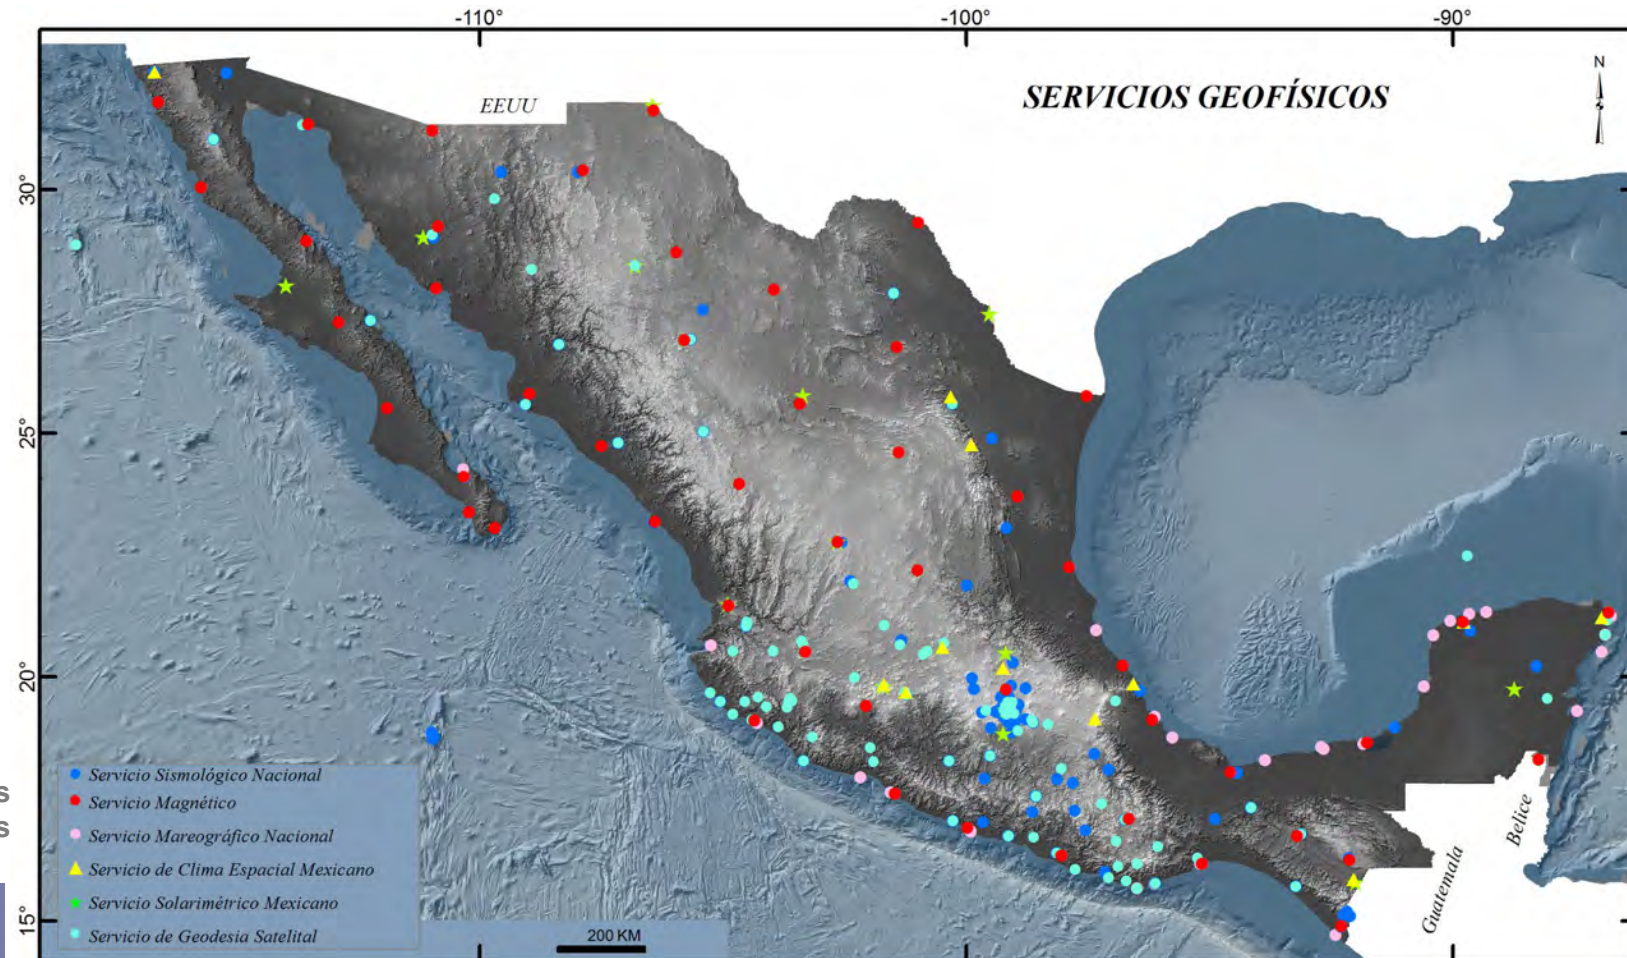 -110°
-100°
-90°
N
EEUU
SERVICIOS GEOFÍSICOS
30°
25°
20°
15°
s
s
Servicio Sismológico Nacional
Servicio Magnético
Servicio Mareográfico Nacional
Servicio de Clima Espacial Mexicano
Servicio Solarimétrico Mexicano
Servicio de Geodesia Satelital
200 KM
Belice
Guatemala